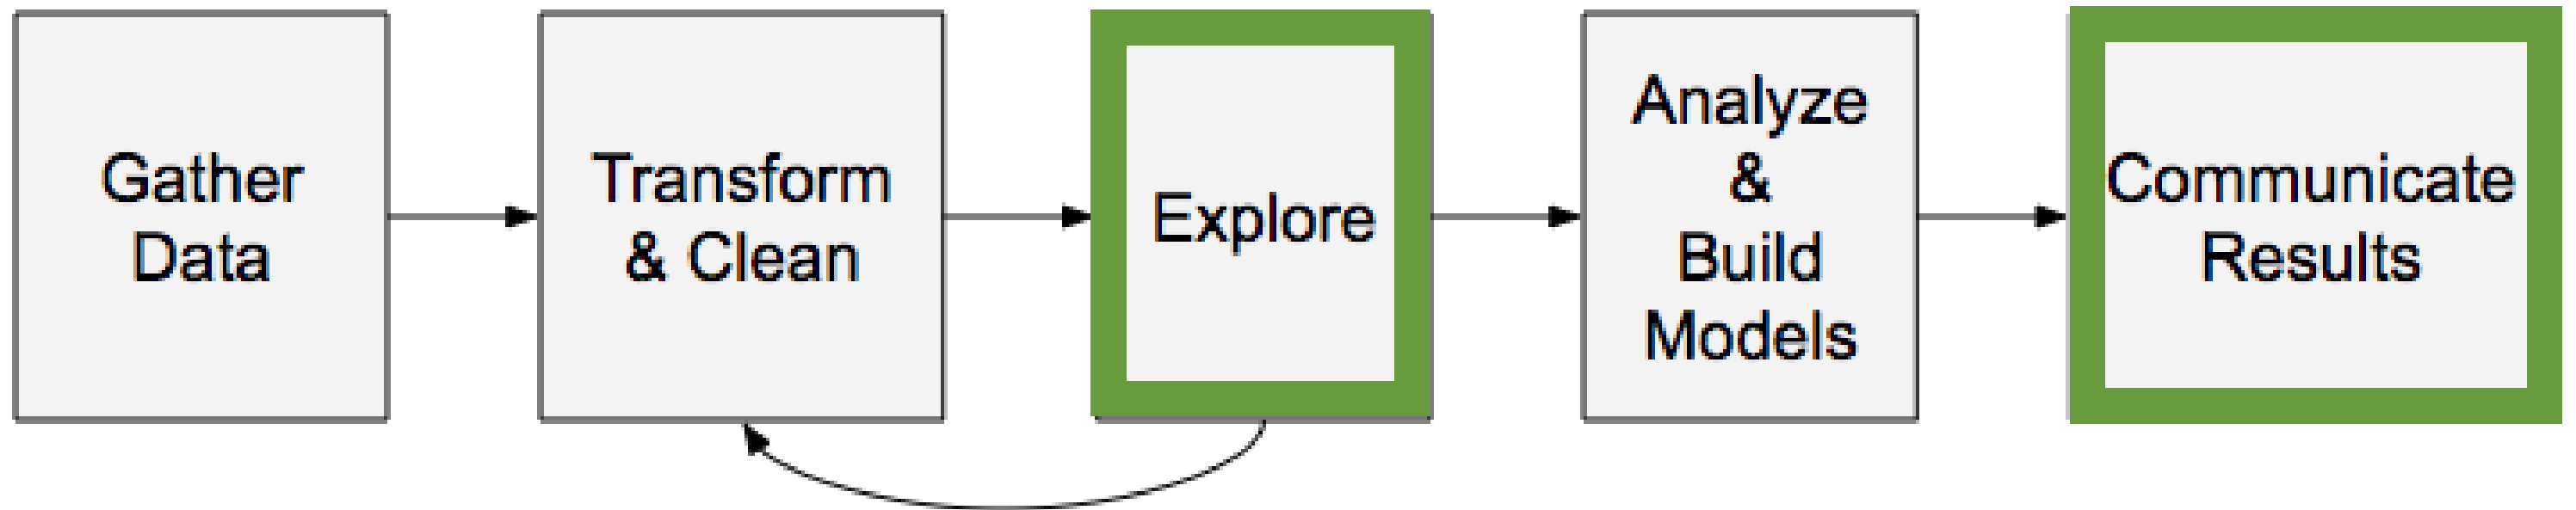 Gather
Data
Transform
& Clean
Explore
Analyze
&
Build
Models
Communicate
Results